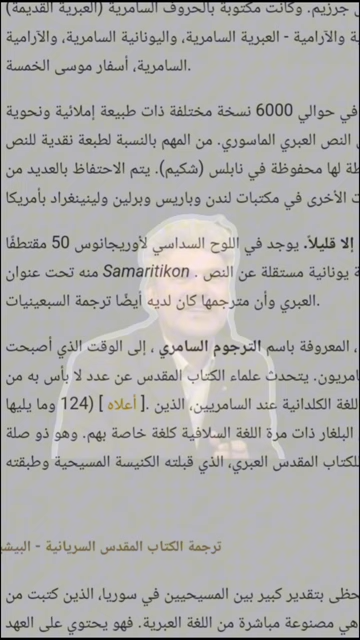 جرزيم. وكانت مكتوبة بالحروف السامرية (العبرية القديمة)
والآرامية - العبرية السامرية، واليونانية السامرية، والآرامية
السامرية، أسفار موسى الخمسة.
في حوالي 6000 نسخة مختلفة ذات طبيعة إملائية ونحوية
النص العبري الماسوري. من المهم بالنسبة لطبعة نقدية للنص
لها محفوظة في نابلس (شكيم). يتم الاحتفاظ بالعديد من
الأخرى في مكتبات لندن وباريس وبرلين ولينينغراد بأمريكا
إلا قليلاً. يوجد في اللوح السداسي لأوريجانوس 50 مقتطفًا
يونانية مستقلة عن النص . Samaritikon منه تحت عنوان
العبري وأن مترجمها كان لديه أيضًا ترجمة السبعينيات.
، المعروفة باسم الترجوم السامري ، إلى الوقت الذي أصبحت
يتحدث علماء الكتاب المقدس عن عدد لا بأس به من
اللغة الكلدانية عند السامريين، الذين .[ أعلاه ] (124 وما يليها
البلغار ذات مرة اللغة السلافية كلغة خاصة بهم. وهو ذو صلة
للكتاب المقدس العبري، الذي قبلته الكنيسة المسيحية وطبقته
ترجمة الكتاب المقدس السريانية -
بتقدير كبير بين المسيحيين في سوريا، الذين كتبت من
هي مصنوعة مباشرة من اللغة العبرية. فهو يحتوي على العهد